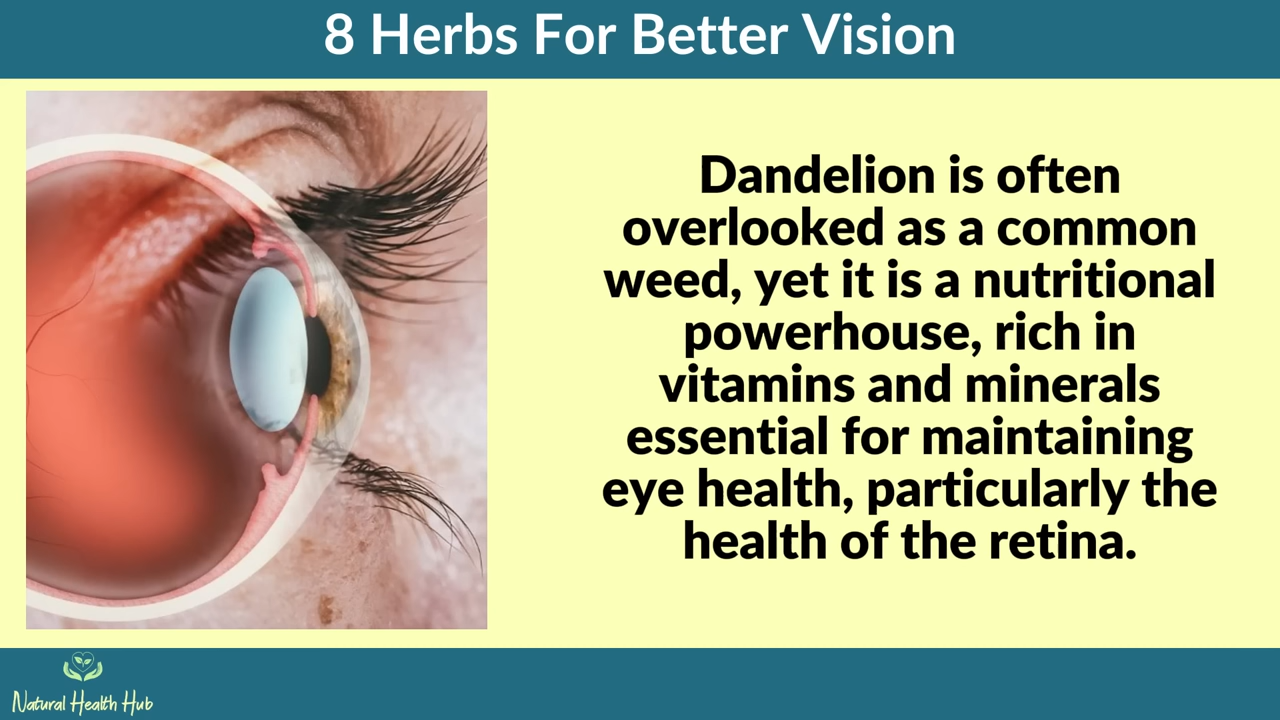 8 Herbs For Better Vision
Dandelion is often
overlooked as a common
weed, yet it is a nutritional
powerhouse, rich in
vitamins and minerals
essential for maintaining
eye health, particularly the
health of the retina.
Natural Health Hub